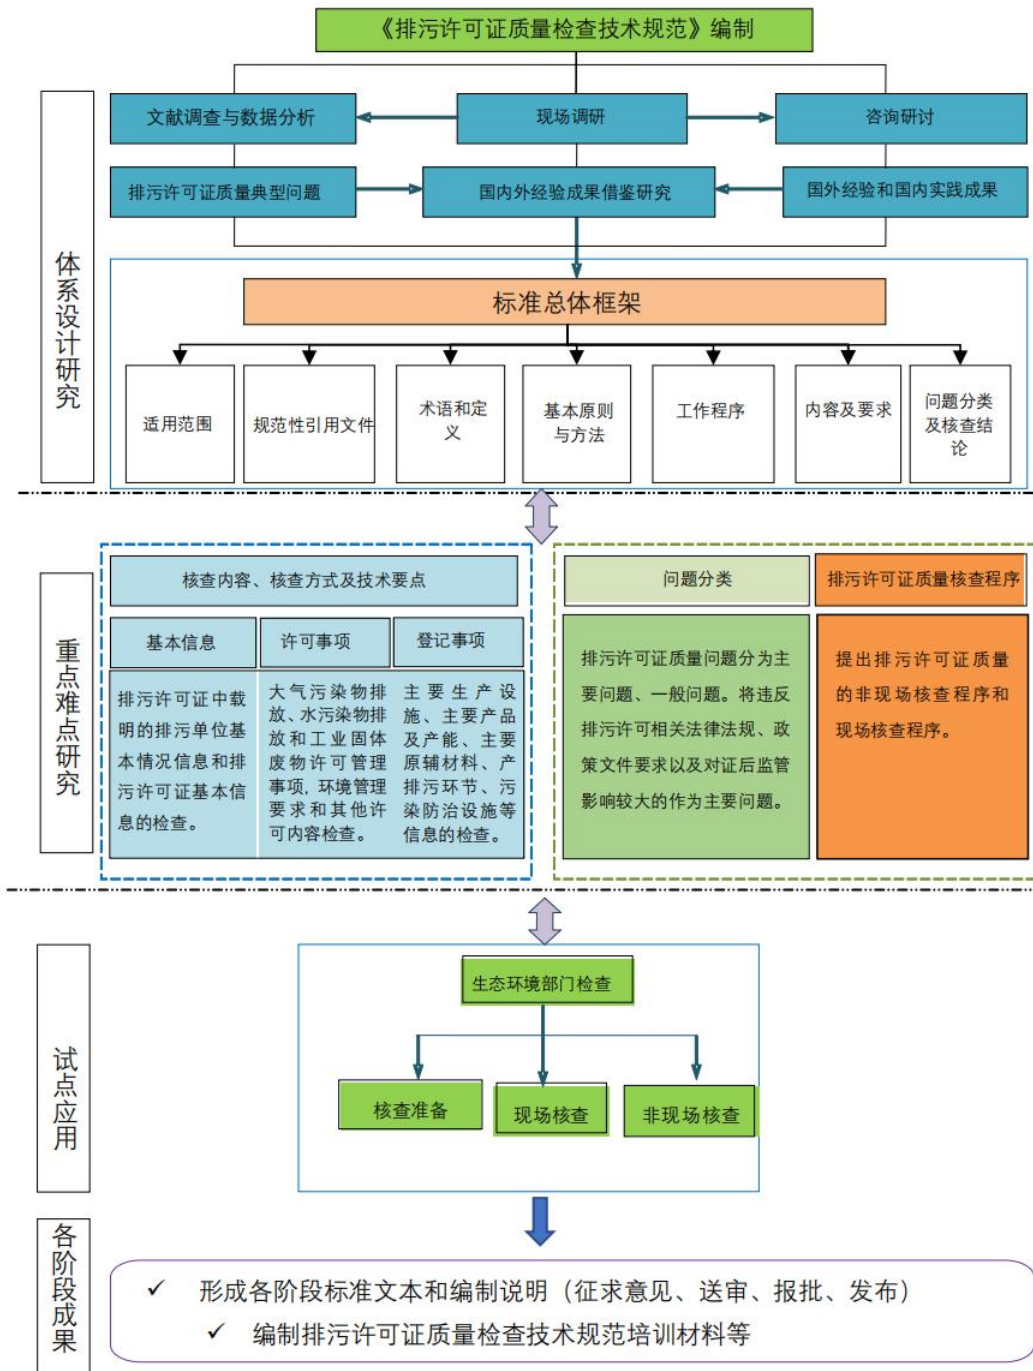 《排污许可证质量检查技术规范》编制
体系设计研究
文献调查与数据分析
现场调研
咨询研讨
排污许可证质量典型问题
国内外经验成果借鉴研究
国外经验和国内实践成果
标准总体框架
适用范围
规范性引用文件
术语和定
义
基本原则
与方法
工作程序
内容及要求
问题分类
及核查结
论
重点难点研究
核查内容、核查方式及技术要点
基本信息
许可事项
登记事项
排污许可证中载
明的排污单位基
本情况信息和排
污许可证基本信
息的检查。
大气污染物排
放、水污染物排
放和工业固体
废物许可管理
事项,环境管理
要求和其他许
可内容检查。
主要生产设
施、主要产品
及产能、主要
原辅材料、产
排污环节、污
染防治设施等
信息的检查。
问题分类
排污许可证质量核查程序
排污许可证质量问题分为主
要问题、一般问题。将违反
排污许可相关法律法规、政
策文件要求以及对证后监管
影响较大的作为主要问题。
提出排污许可证质量
的非现场核查程序和
现场核查程序。
试点应用
生态环境部门检查
核查准备
现场核查
非现场核查
各阶段成果
✓ 形成各阶段标准文本和编制说明（征求意见、送审、报批、发布）
✓ 编制排污许可证质量检查技术规范培训材料等